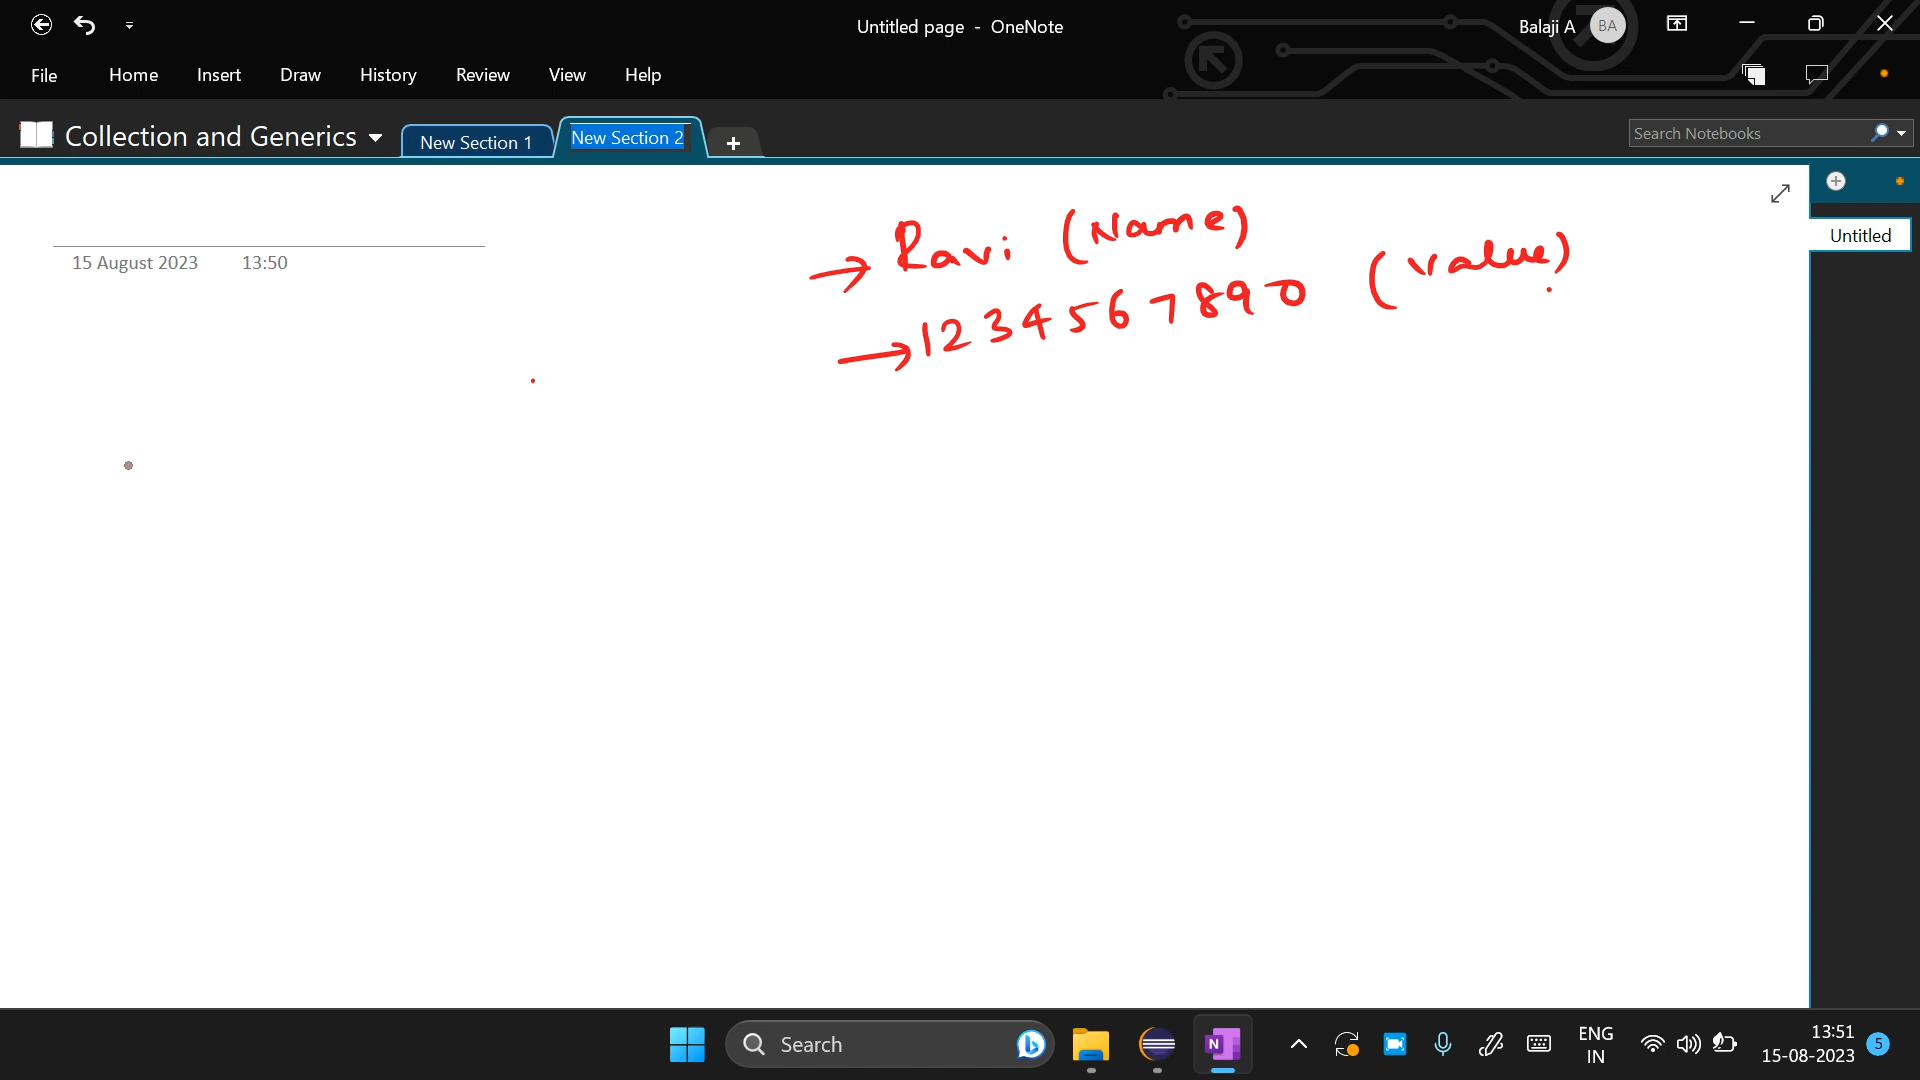 Untitled page - OneNote
Balaji A
BA
File Home Insert Draw History Review View Help
Collection and Generics
New Section 1
New Section 2
+
Search Notebooks
Untitled
15 August 2023 13:50
→ Ravi (Name)
→ 1234567890 (value)
Search
N
ENG
IN
13:51
15-08-2023
5